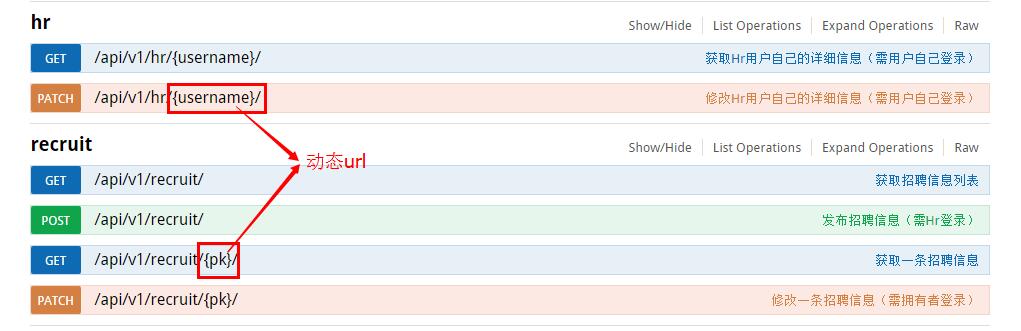 hr Show/Hide List Operations Expand Operations Raw
GET /api/v1/hr/{username}/ 获取Hr用户自己的详细信息（需用户自己登录）
PATCH /api/v1/hr/{username}/ 修改Hr用户自己的详细信息（需用户自己登录）
recruit Show/Hide List Operations Expand Operations Raw
动态url
GET /api/v1/recruit/ 获取招聘信息列表
POST /api/v1/recruit/ 发布招聘信息（需Hr登录）
GET /api/v1/recruit/{pk}/ 获取一条招聘信息
PATCH /api/v1/recruit/{pk}/ 修改一条招聘信息（需拥有者登录）